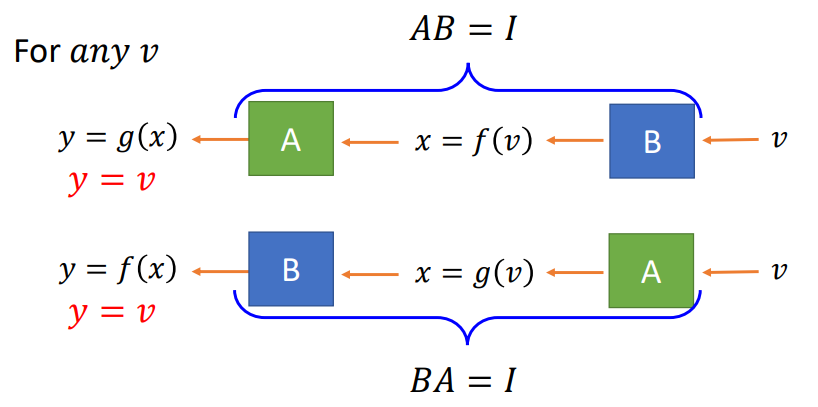 AB = I
For any v
y = g(x) A x = f(v) B v
y = v
y = f(x) B x = g(v) A v
y = v
BA = I